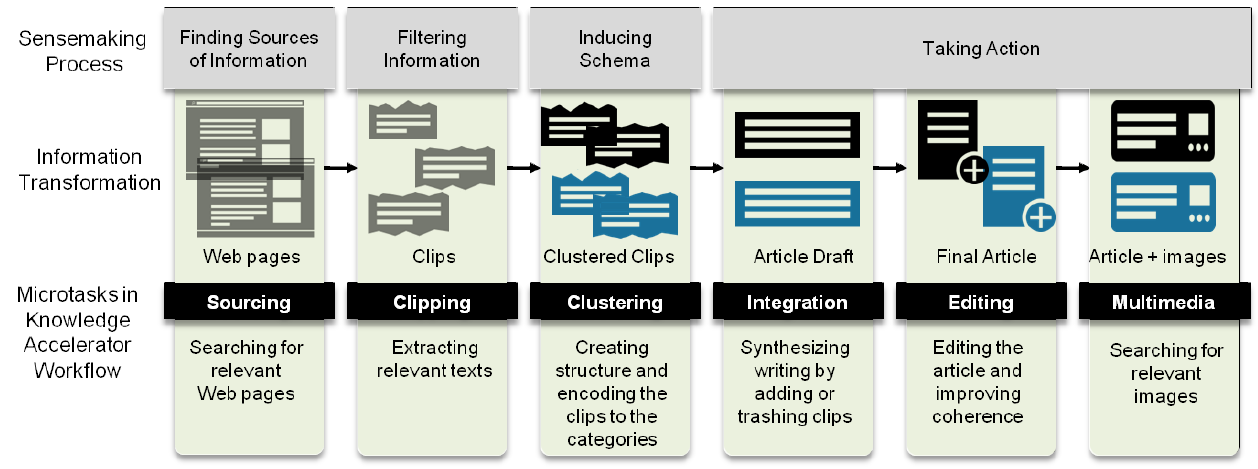 Sensemaking
Process
Finding Sources
of Information
Filtering
Information
Inducing
Schema
Taking Action
Information
Transformation
Web pages
Clips
Clustered Clips
Article Draft
Final Article
Article + images
Microtasks in
Knowledge
Accelerator
Workflow
Sourcing
Clipping
Clustering
Integration
Editing
Multimedia
Searching for
relevant
Web pages
Extracting
relevant texts
Creating
structure and
encoding the
clips to the
categories
Synthesizing
writing by
adding or
trashing clips
Editing the
article and
improving
coherence
Searching for
relevant
images